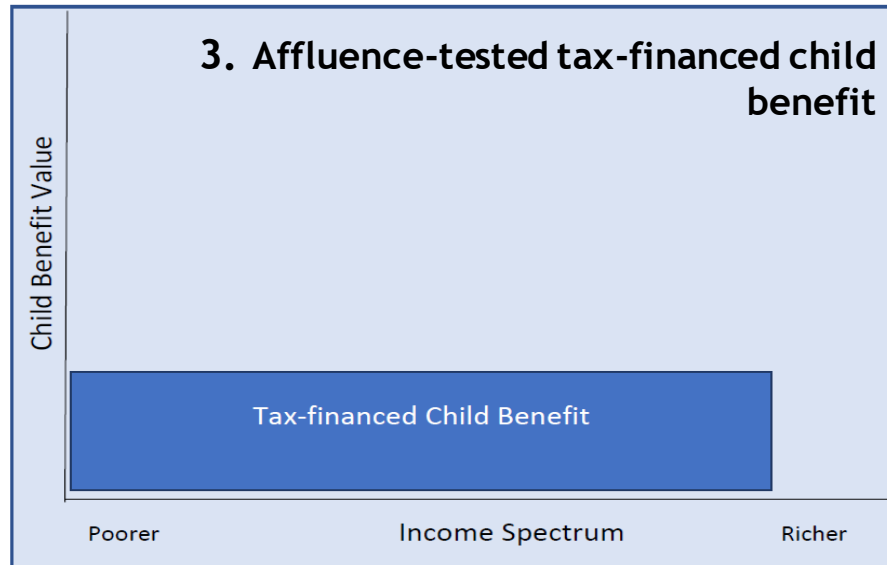 3. Affluence-tested tax-financed child
benefit
Child Benefit Value
Tax-financed Child Benefit
Poorer
Income Spectrum
Richer